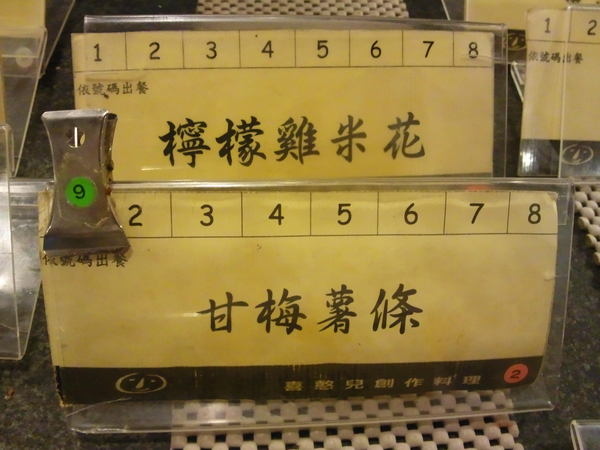 1 2 3 4 5 6 7 8
依號碼出餐
檸檬雞米花
1 2
9
2 3 4 5 6 7 8
依號碼出餐
甘梅薯條
喜憨兒創作料理
2